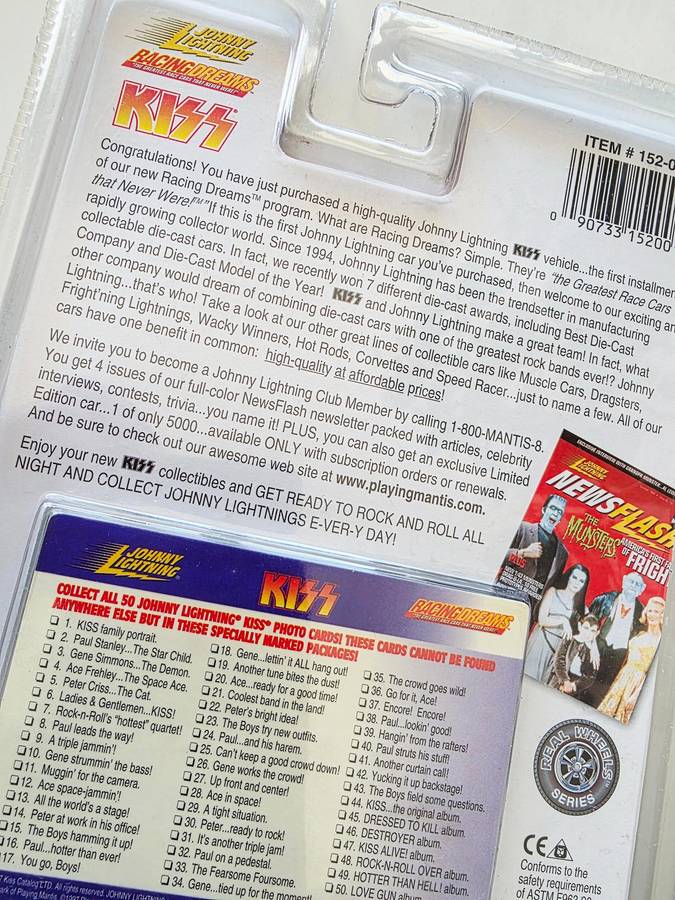 JOHNNY LIGHTNING
RACING DREAMS™
"THE GREATEST RACE CARS THAT NEVER WERE!"
KISS
ITEM # 152-0
0 90733 15200
Congratulations! You have just purchased a high-quality Johnny Lightning KISS vehicle...the first installmen
of our new Racing Dreams™ program. What are Racing Dreams? Simple. They're "the Greatest Race Cars
that Never Were!™" If this is the first Johnny Lightning car you've purchased, then welcome to our exciting an
rapidly growing collector world. Since 1994, Johnny Lightning has been the trendsetter in manufacturing
collectable die-cast cars. In fact, we recently won 7 different die-cast awards, including Best Die-Cast
Company and Die-Cast Model of the Year! KISS and Johnny Lightning make a great team! In fact, what
other company would dream of combining die-cast cars with one of the greatest rock bands ever!? Johnny
Lightning...that's who! Take a look at our other great lines of collectible cars like Muscle Cars, Dragsters,
Fright'ning Lightnings, Wacky Winners, Hot Rods, Corvettes and Speed Racer...just to name a few. All of our
cars have one benefit in common: high-quality at affordable prices!
We invite you to become a Johnny Lightning Club Member by calling 1-800-MANTIS-8.
You get 4 issues of our full-color NewsFlash newsletter packed with articles, celebrity
interviews, contests, trivia...you name it! PLUS, you can also get an exclusive Limited
Edition car...1 of only 5000...available ONLY with subscription orders or renewals.
And be sure to check out our awesome web site at www.playingmantis.com.
Enjoy your new KISS collectibles and GET READY TO ROCK AND ROLL ALL
NIGHT AND COLLECT JOHNNY LIGHTNINGS E-VER-Y DAY!
JOHNNY LIGHTNING
NEWSFLASH
THE MUNSTERS
AMERICA'S FIRST FA
OF FRIGH
PLUS
JOHNNY LIGHTNING
KISS
RACING DREAMS
COLLECT ALL 50 JOHNNY LIGHTNING® KISS® PHOTO CARDS! THESE CARDS CANNOT BE FOUND
ANYWHERE ELSE BUT IN THESE SPECIALLY MARKED PACKAGES!
❏ 1. KISS family portrait.
❏ 2. Paul Stanley...The Star Child.
❏ 3. Gene Simmons...The Demon.
❏ 4. Ace Frehley...The Space Ace.
❏ 5. Peter Criss...The Cat.
❏ 6. Ladies & Gentlemen...KISS!
❏ 7. Rock-n-Roll's "hottest" quartet!
❏ 8. Paul leads the way!
❏ 9. A triple jammin'!
❏ 10. Gene strummin' the bass!
❏ 11. Muggin' for the camera.
❏ 12. Ace space-jammin'!
❏ 13. All the world's a stage!
❏ 14. Peter at work in his office!
❏ 15. The Boys hamming it up!
❏ 16. Paul...hotter than ever!
17. You go, Boys!
❏ 18. Gene...lettin' it ALL hang out!
❏ 19. Another tune bites the dust!
❏ 20. Ace...ready for a good time!
❏ 21. Coolest band in the land!
❏ 22. Peter's bright idea!
❏ 23. The Boys try new outfits.
❏ 24. Paul...and his harem.
❏ 25. Can't keep a good crowd down!
❏ 26. Gene works the crowd!
❏ 27. Up front and center!
❏ 28. Ace in space!
❏ 29. A tight situation.
❏ 30. Peter...ready to rock!
❏ 31. It's another triple jam!
❏ 32. Paul on a pedestal.
❏ 33. The Fearsome Foursome.
❏ 34. Gene...tied up for the moment!
❏ 35. The crowd goes wild!
❏ 36. Go for it, Ace!
❏ 37. Encore! Encore!
❏ 38. Paul...lookin' good!
❏ 39. Hangin' from the rafters!
❏ 40. Paul struts his stuff!
❏ 41. Another curtain call!
❏ 42. Yucking it up backstage!
❏ 43. The Boys field some questions.
❏ 44. KISS...the original album.
❏ 45. DRESSED TO KILL album.
❏ 46. DESTROYER album.
❏ 47. KISS ALIVE! album.
❏ 48. ROCK-N-ROLL OVER album.
❏ 49. HOTTER THAN HELL! album.
❏ 50. LOVE GUN album.
Kiss Catalog LTD. All rights reserved. JOHNNY LIGHTNING
REAL WHEELS™
SERIES
CE
Conforms to the
safety requirements
of ASTM F963